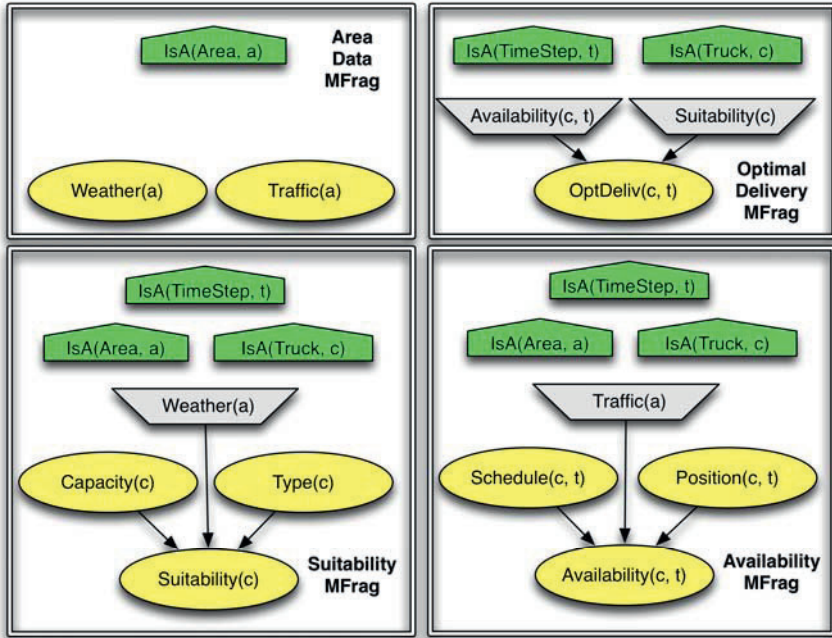 IsA(Area, a)
Area
Data
MFrag
Weather(a)
Traffic(a)
IsA(TimeStep, t)
IsA(Truck, c)
Availability(c, t)
Suitability(c)
OptDeliv(c, t)
Optimal
Delivery
MFrag
IsA(TimeStep, t)
IsA(Area, a)
IsA(Truck, c)
Weather(a)
Capacity(c)
Type(c)
Suitability(c)
Suitability
MFrag
IsA(TimeStep, t)
IsA(Area, a)
IsA(Truck, c)
Traffic(a)
Schedule(c, t)
Position(c, t)
Availability(c, t)
Availability
MFrag